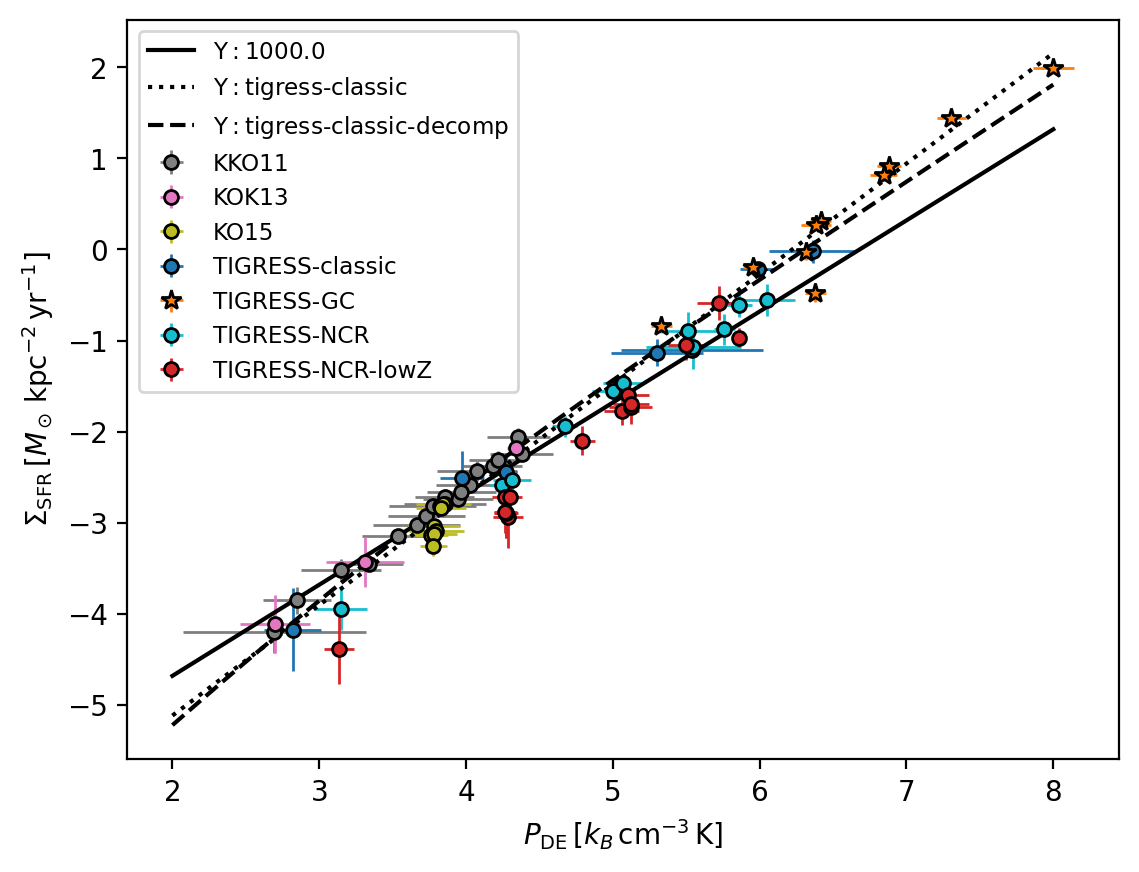 Y : 1000.0
Y : tigress-classic
Y : tigress-classic-decomp
KKO11
KOK13
KO15
TIGRESS-classic
TIGRESS-GC
TIGRESS-NCR
TIGRESS-NCR-lowZ
2
1
0
−1
−2
−3
−4
−5
Σ_SFR [M_⊙ kpc⁻² yr⁻¹]
2 3 4 5 6 7 8
P_DE [k_B cm⁻³ K]